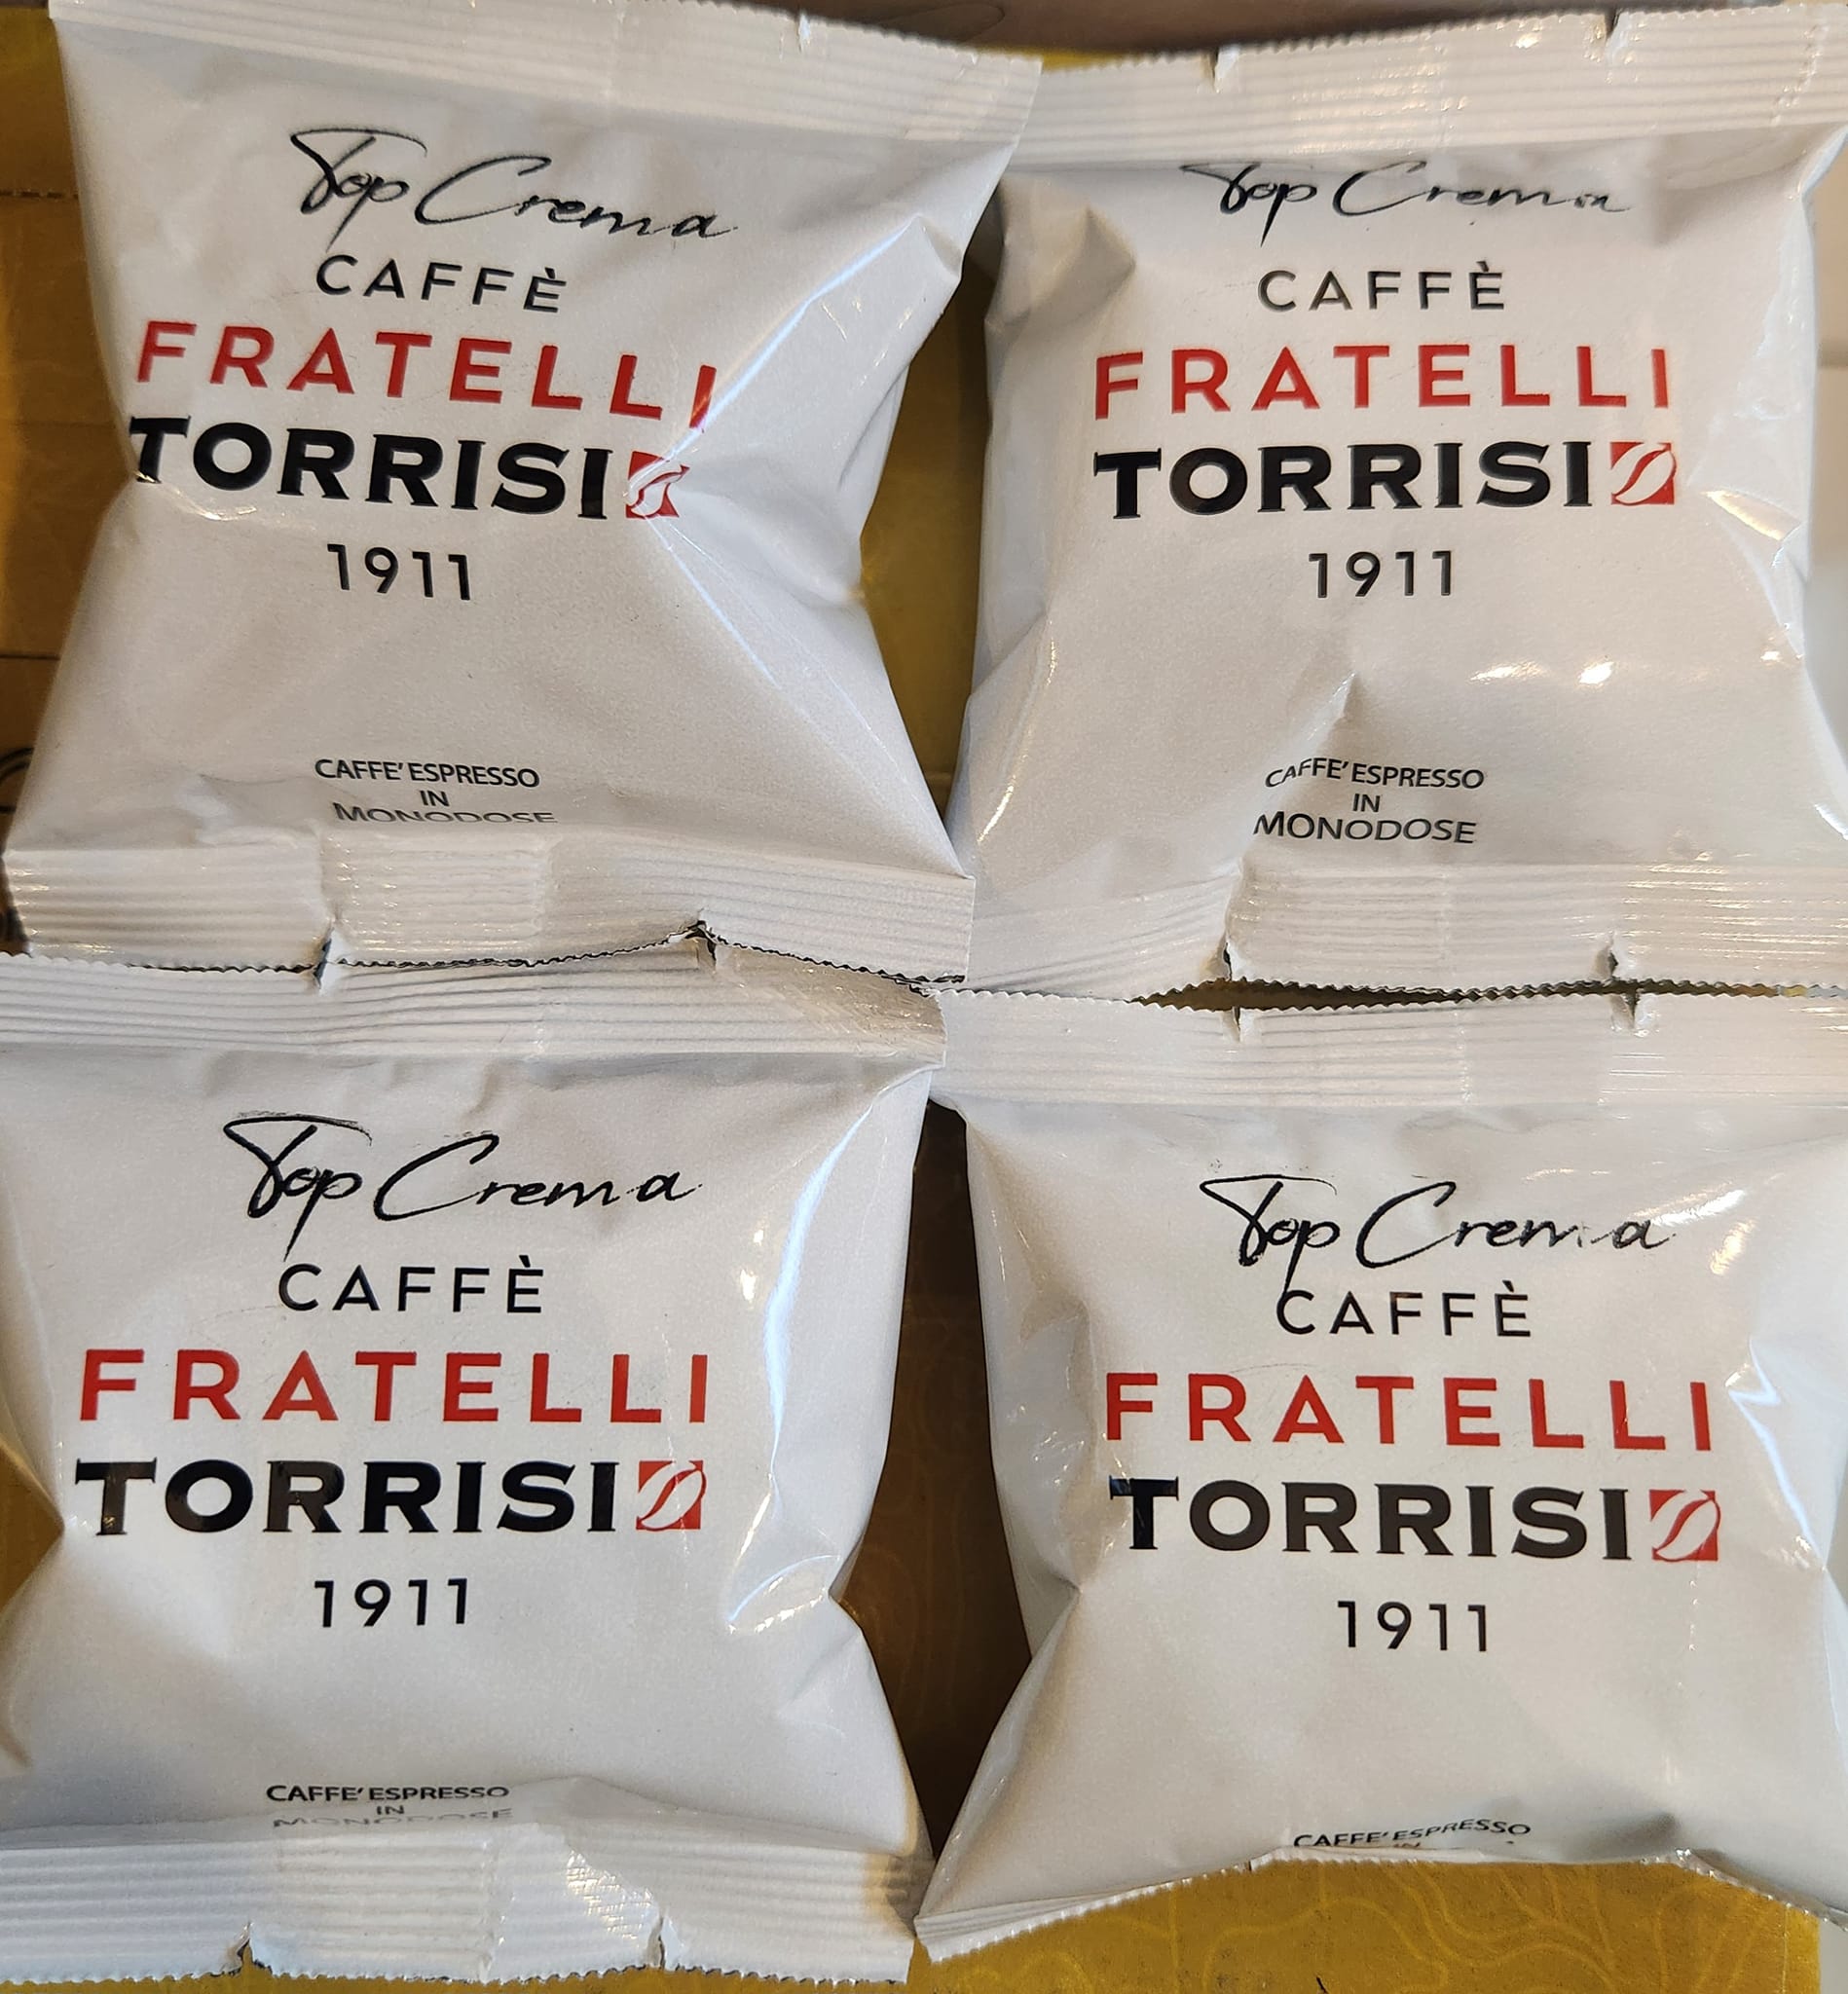 Top Crema
CAFFÈ
FRATELLI
TORRISI
1911
CAFFE' ESPRESSO
IN
MONODOSE
Top Crema
CAFFÈ
FRATELLI
TORRISI
1911
CAFFE' ESPRESSO
IN
MONODOSE
Top Crema
CAFFÈ
FRATELLI
TORRISI
1911
CAFFE' ESPRESSO
IN
MONODOSE
Top Crema
CAFFÈ
FRATELLI
TORRISI
1911
CAFFE' ESPRESSO